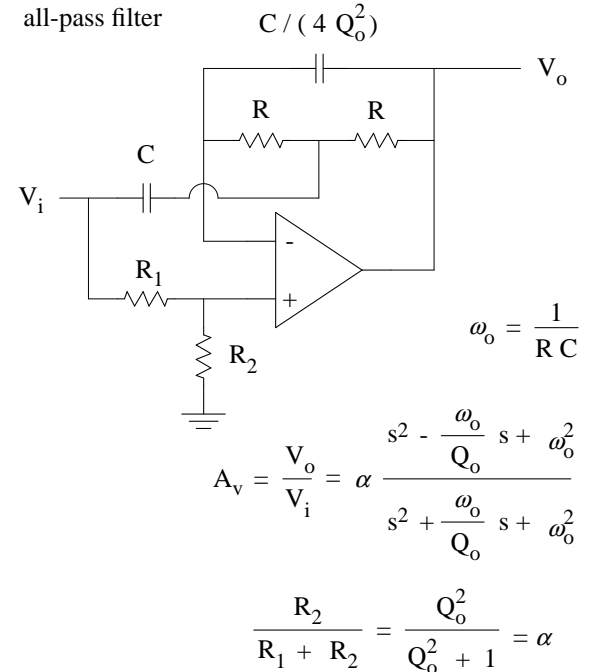 all-pass filter
C / ( 4 Q_o^2 )
V_o
R R
C
V_i
-
R_1
+
R_2
ω_o = 1 / R C
A_v = V_o / V_i = α (s^2 - ω_o / Q_o s + ω_o^2) / (s^2 + ω_o / Q_o s + ω_o^2)
R_2 / R_1 + R_2 = Q_o^2 / Q_o^2 + 1 = α